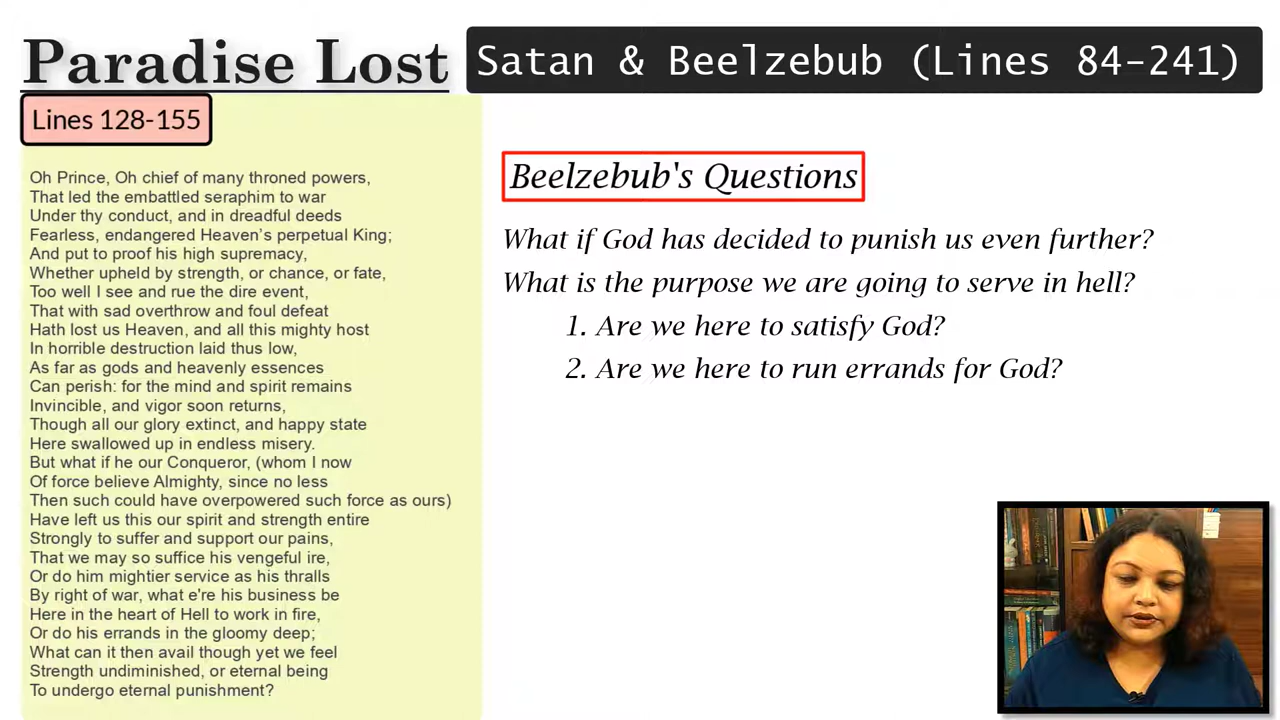 Paradise Lost
Satan & Beelzebub (Lines 84–241)
Lines 128-155
Oh Prince, Oh chief of many throned powers,
That led the embattled seraphim to war
Under thy conduct, and in dreadful deeds
Fearless, endangered Heaven's perpetual King;
And put to proof his high supremacy,
Whether upheld by strength, or chance, or fate,
Too well I see and rue the dire event,
That with sad overthrow and foul defeat
Hath lost us Heaven, and all this mighty host
In horrible destruction laid thus low,
As far as gods and heavenly essences
Can perish: for the mind and spirit remains
Invincible, and vigor soon returns,
Though all our glory extinct, and happy state
Here swallowed up in endless misery.
But what if he our Conqueror, (whom I now
Of force believe Almighty, since no less
Then such could have overpowered such force as ours)
Have left us this our spirit and strength entire
Strongly to suffer and support our pains,
That we may so suffice his vengeful ire,
Or do him mightier service as his thralls
By right of war, what e're his business be
Here in the heart of Hell to work in fire,
Or do his errands in the gloomy deep;
What can it then avail though yet we feel
Strength undiminished, or eternal being
To undergo eternal punishment?
Beelzebub's Questions
What if God has decided to punish us even further?
What is the purpose we are going to serve in hell?
1. Are we here to satisfy God?
2. Are we here to run errands for God?